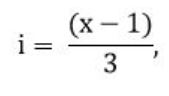 i = (x − 1) / 3,